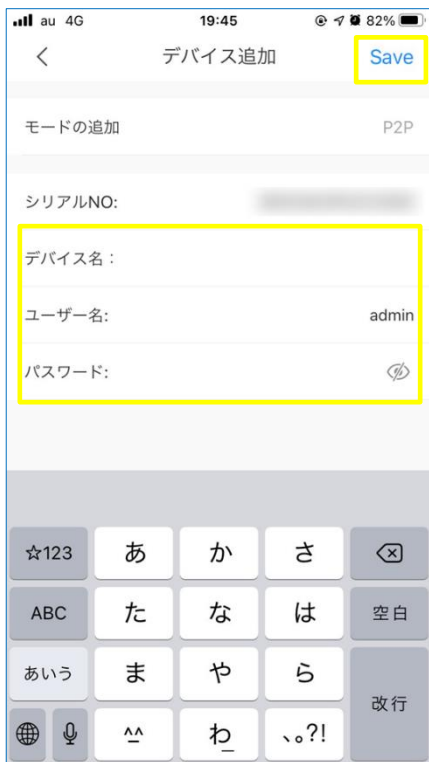 au 4G 19:45 82%
デバイス追加 Save
モードの追加 P2P
シリアルNO:
デバイス名：
ユーザー名: admin
パスワード:
☆123 あ か さ
ABC た な は 空白
あいう ま や ら 改行
^^ わ_ 、。?!